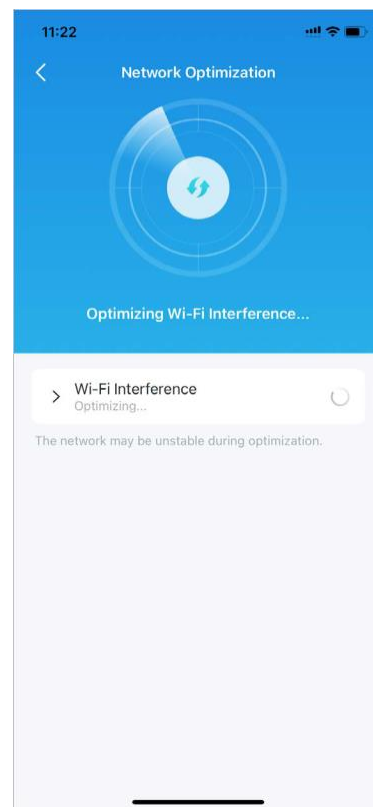 11:22
Network Optimization
Optimizing Wi-Fi Interference...
Wi-Fi Interference
Optimizing...
The network may be unstable during optimization.